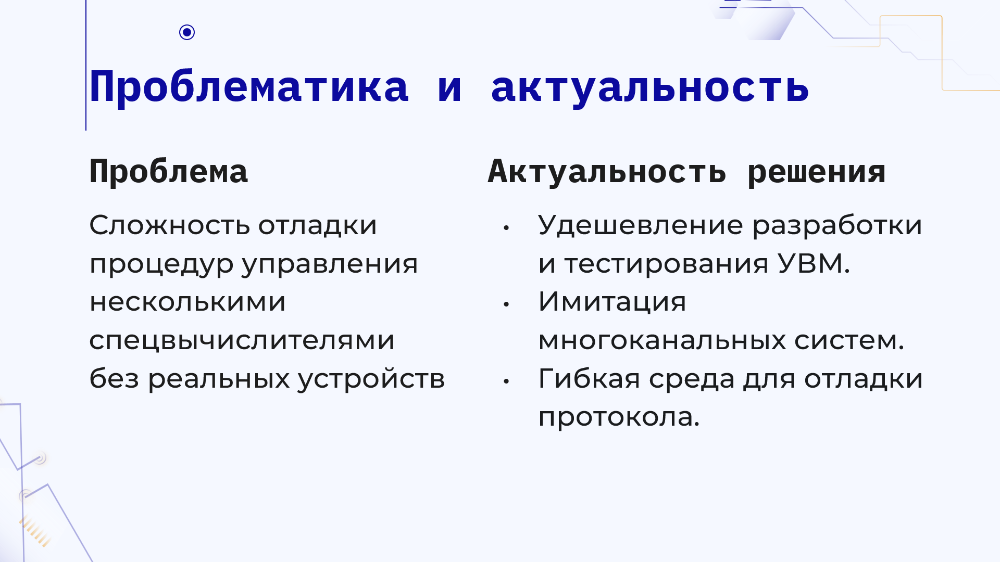 Проблематика и актуальность
Проблема
Сложность отладки
процедур управления
несколькими
спецвычислителями
без реальных устройств
Актуальность решения
• Удешевление разработки
и тестирования УВМ.
• Имитация
многоканальных систем.
• Гибкая среда для отладки
протокола.